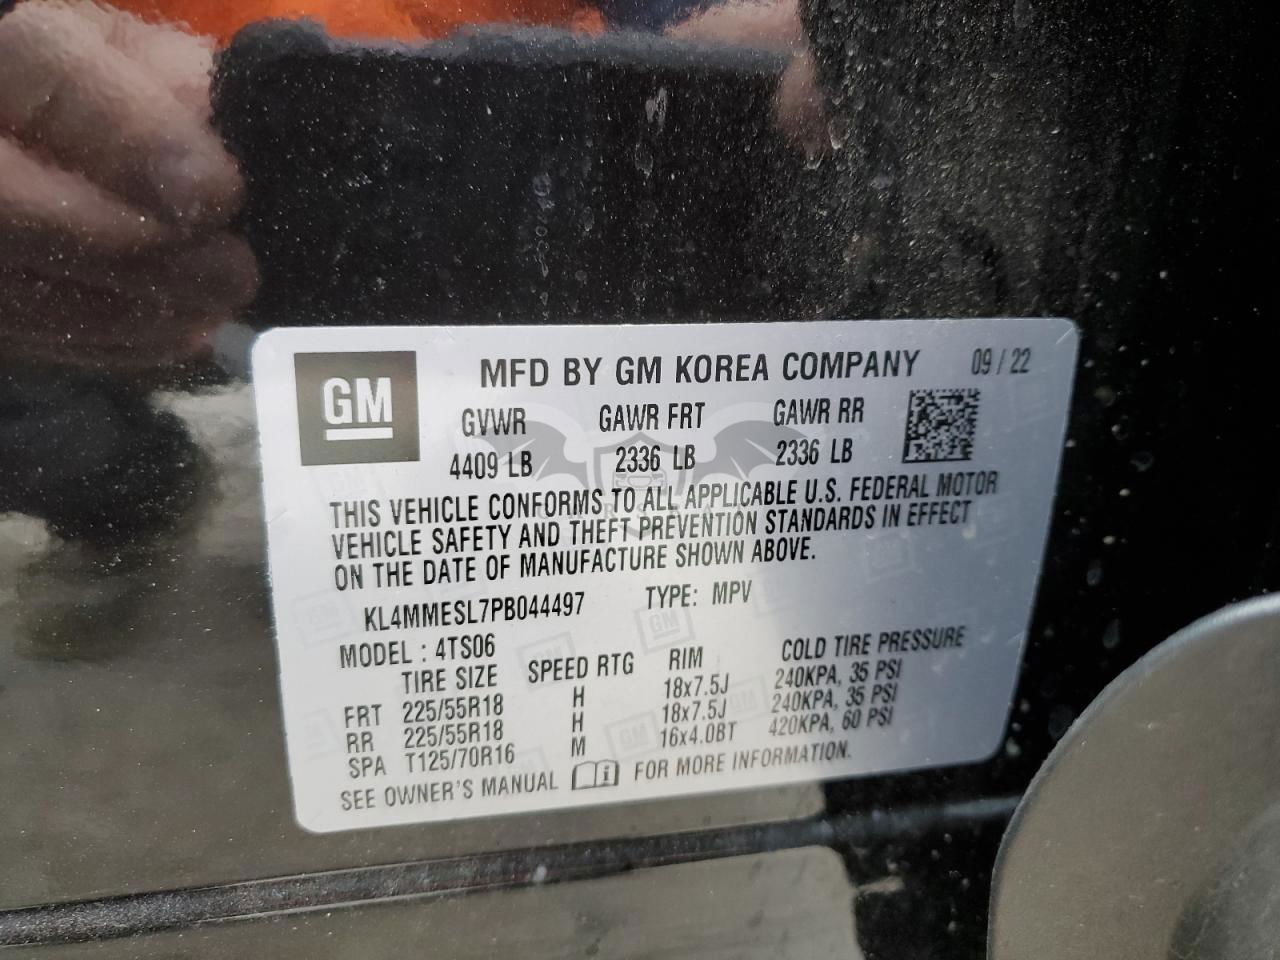 GM MFD BY GM KOREA COMPANY 09 / 22
GVWR GAWR FRT GAWR RR
4409 LB 2336 LB 2336 LB
THIS VEHICLE CONFORMS TO ALL APPLICABLE U.S. FEDERAL MOTOR
VEHICLE SAFETY AND THEFT PREVENTION STANDARDS IN EFFECT
ON THE DATE OF MANUFACTURE SHOWN ABOVE.
KL4MMESL7PB044497 TYPE: MPV
MODEL : 4TS06
TIRE SIZE SPEED RTG RIM COLD TIRE PRESSURE
FRT 225/55R18 H 18x7.5J 240KPA, 35 PSI
RR 225/55R18 H 18x7.5J 240KPA, 35 PSI
SPA T125/70R16 M 16x4.0BT 420KPA, 60 PSI
SEE OWNER'S MANUAL i FOR MORE INFORMATION.